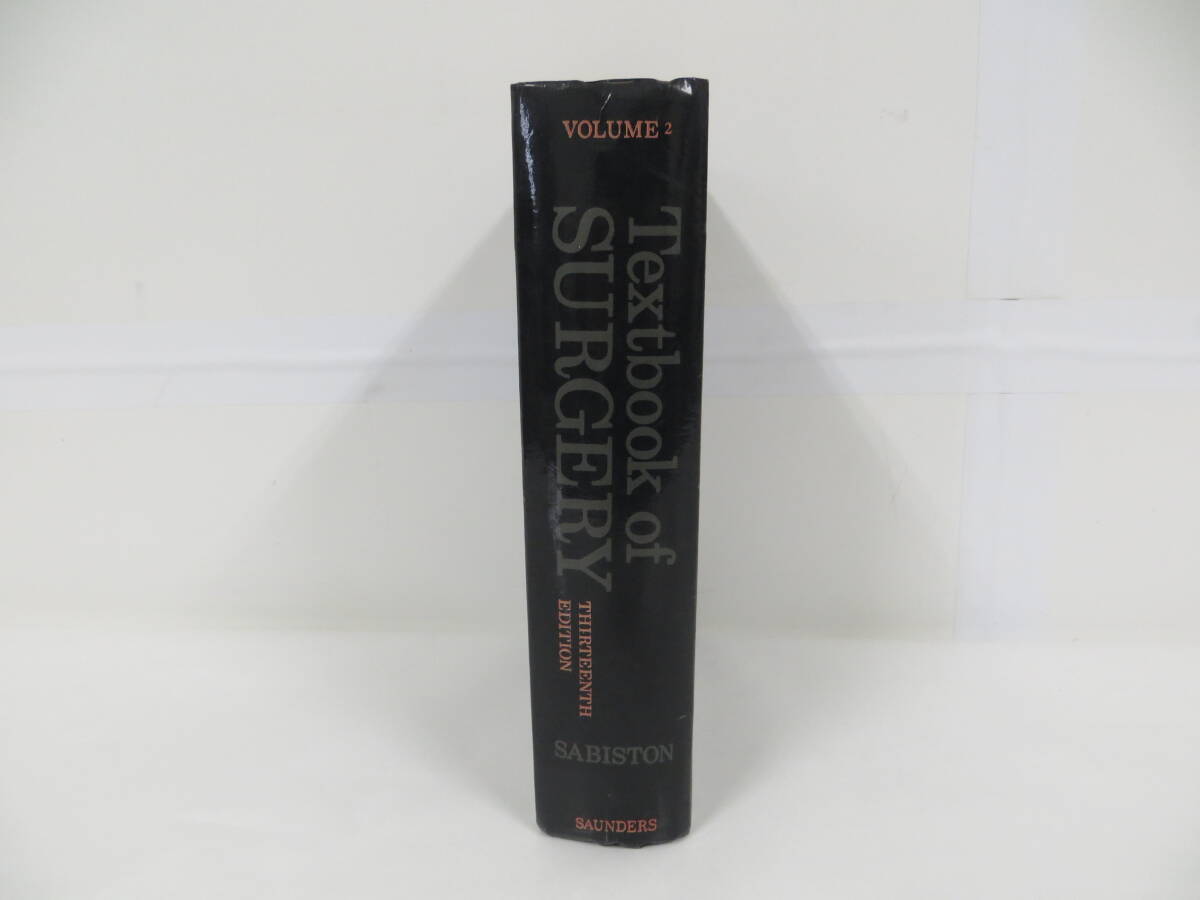 VOLUME 2
Textbook of
SURGERY
THIRTEENTH
EDITION
SABISTON
SAUNDERS